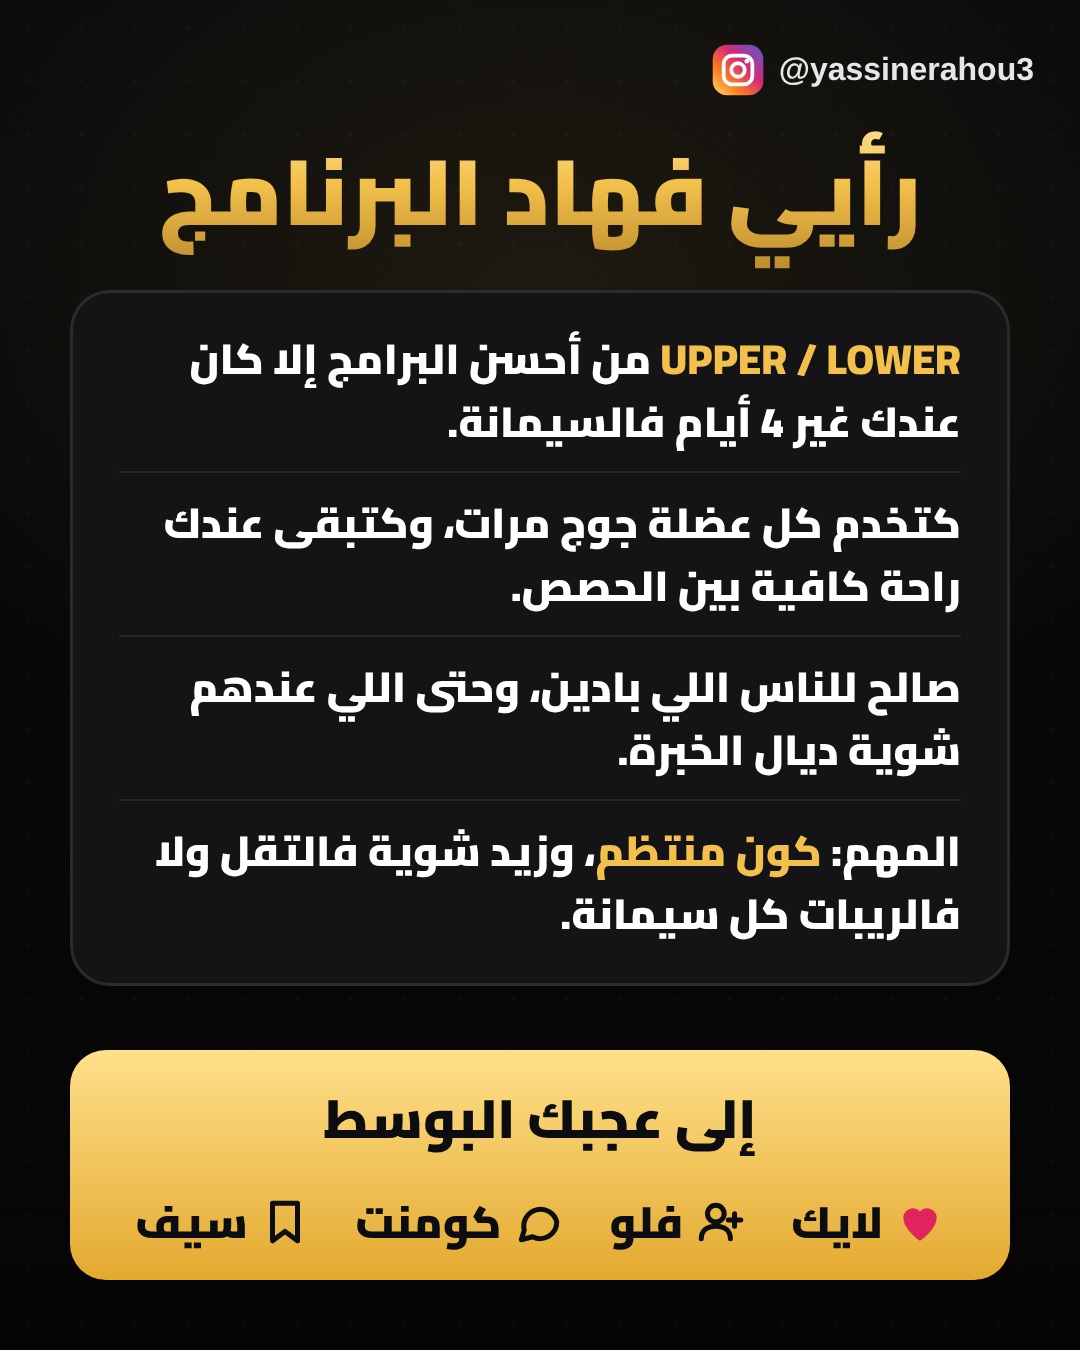 @yassinerahou3
رأيي فهاد البرنامج
UPPER / LOWER من أحسن البرامج إلا كان
عندك غير 4 أيام فالسيمانة.
كتخدم كل عضلة جوج مرات، وكتبقى عندك
راحة كافية بين الحصص.
صالح للناس اللي بادين، وحتى اللي عندهم
شوية ديال الخبرة.
المهم: كون منتظم، وزيد شوية فالتقل ولا
فالريبات كل سيمانة.
إلى عجبك البوسط
لايك فلو كومنت سيف